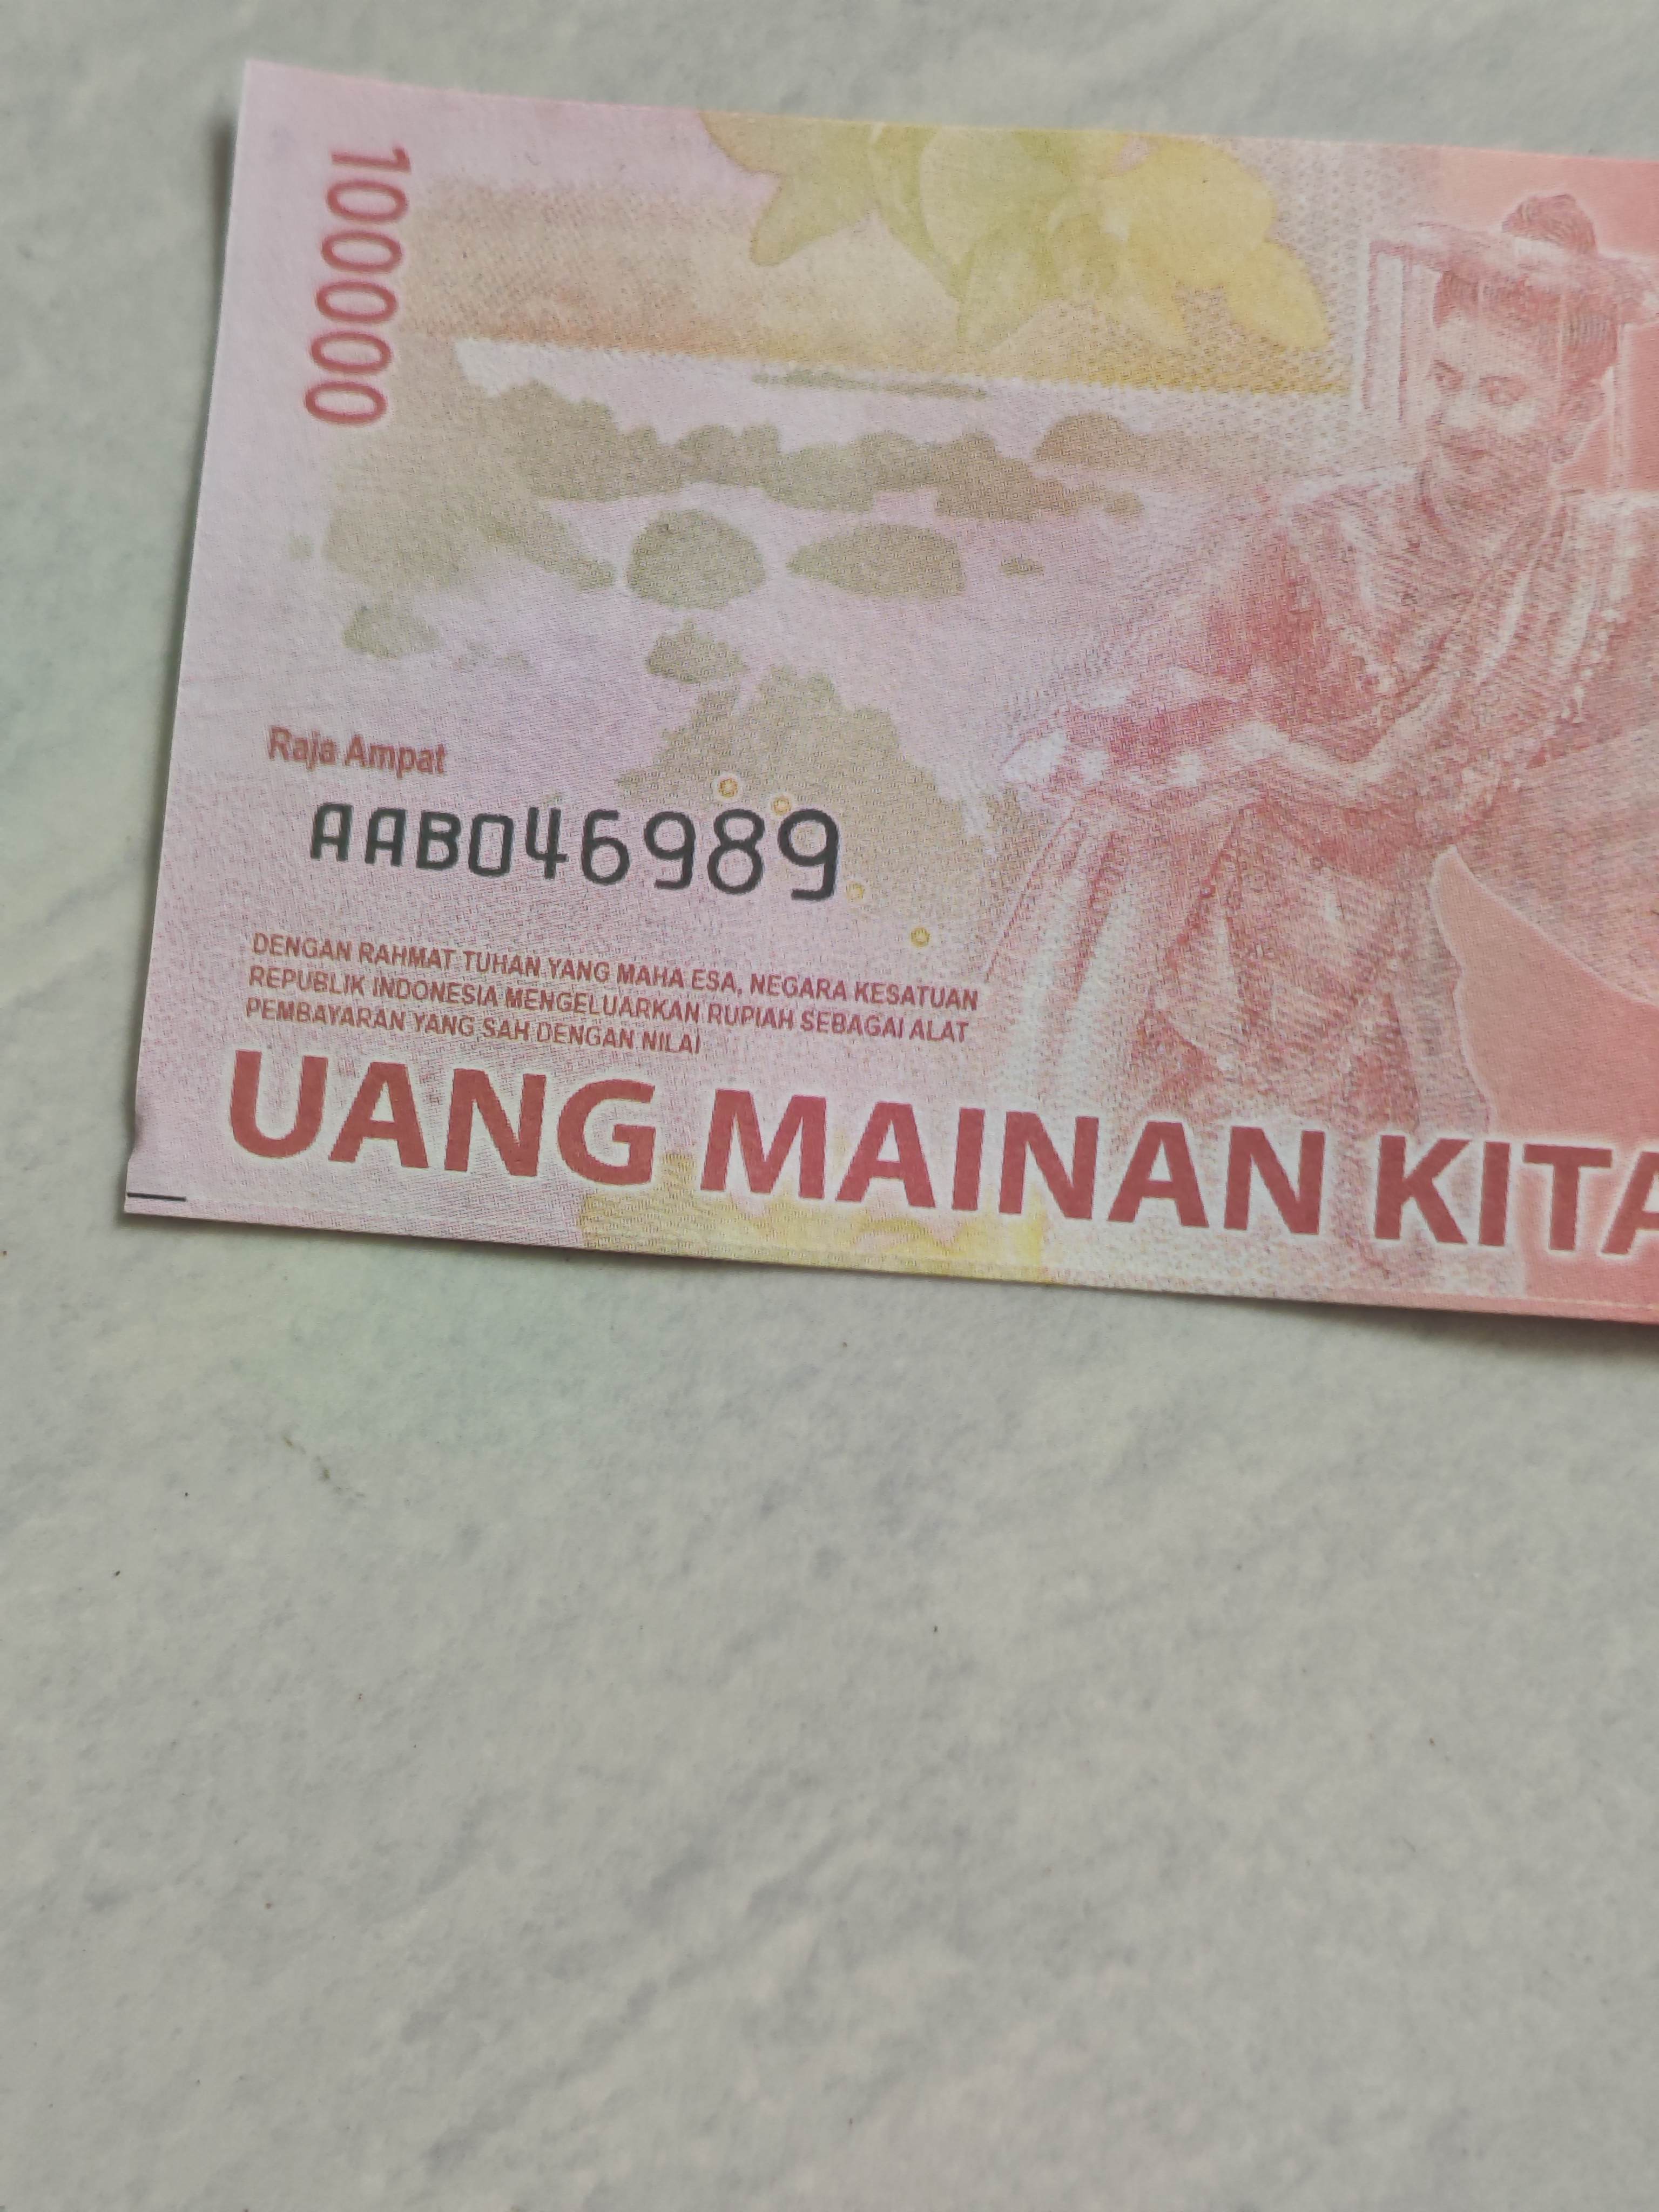 100000
Raja Ampat
AAB046989
DENGAN RAHMAT TUHAN YANG MAHA ESA, NEGARA KESATUAN
REPUBLIK INDONESIA MENGELUARKAN RUPIAH SEBAGAI ALAT
PEMBAYARAN YANG SAH DENGAN NILAI
UANG MAINAN KITA